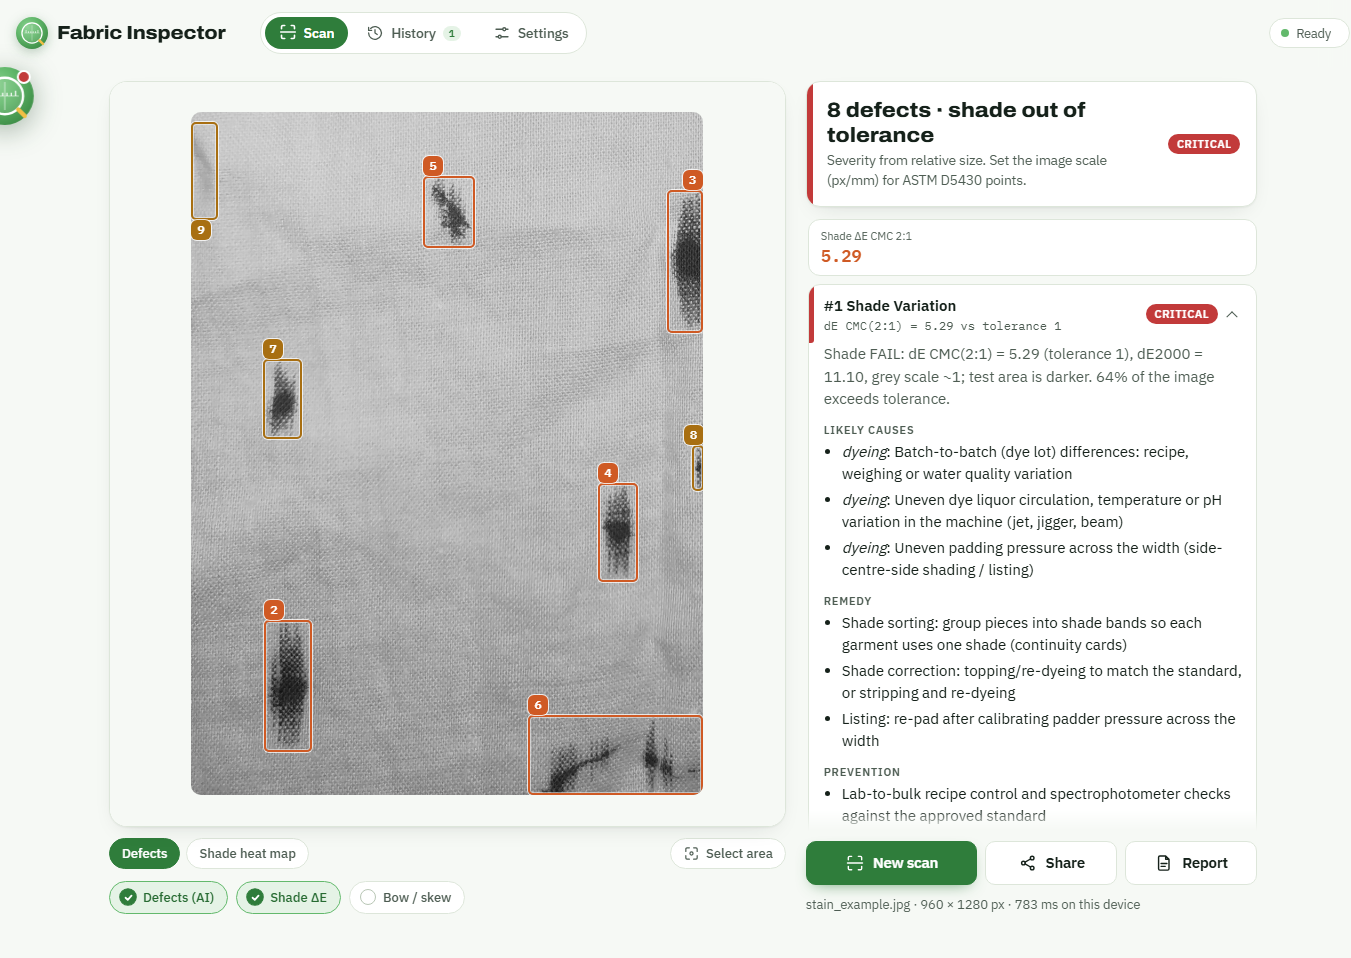 Fabric Inspector
Scan
History 1
Settings
Ready
9
5
3
7
8
4
2
6
8 defects · shade out of
tolerance
CRITICAL
Severity from relative size. Set the image scale
(px/mm) for ASTM D5430 points.
Shade ΔE CMC 2:1
5.29
#1 Shade Variation
CRITICAL
dE CMC(2:1) = 5.29 vs tolerance 1
Shade FAIL: dE CMC(2:1) = 5.29 (tolerance 1), dE2000 =
11.10, grey scale ~1; test area is darker. 64% of the image
exceeds tolerance.
LIKELY CAUSES
• dyeing: Batch-to-batch (dye lot) differences: recipe,
weighing or water quality variation
• dyeing: Uneven dye liquor circulation, temperature or pH
variation in the machine (jet, jigger, beam)
• dyeing: Uneven padding pressure across the width (side-
centre-side shading / listing)
REMEDY
• Shade sorting: group pieces into shade bands so each
garment uses one shade (continuity cards)
• Shade correction: topping/re-dyeing to match the standard,
or stripping and re-dyeing
• Listing: re-pad after calibrating padder pressure across the
width
PREVENTION
• Lab-to-bulk recipe control and spectrophotometer checks
against the approved standard
Defects
Shade heat map
Select area
Defects (AI)
Shade ΔE
Bow / skew
New scan
Share
Report
stain_example.jpg · 960 × 1280 px · 783 ms on this device